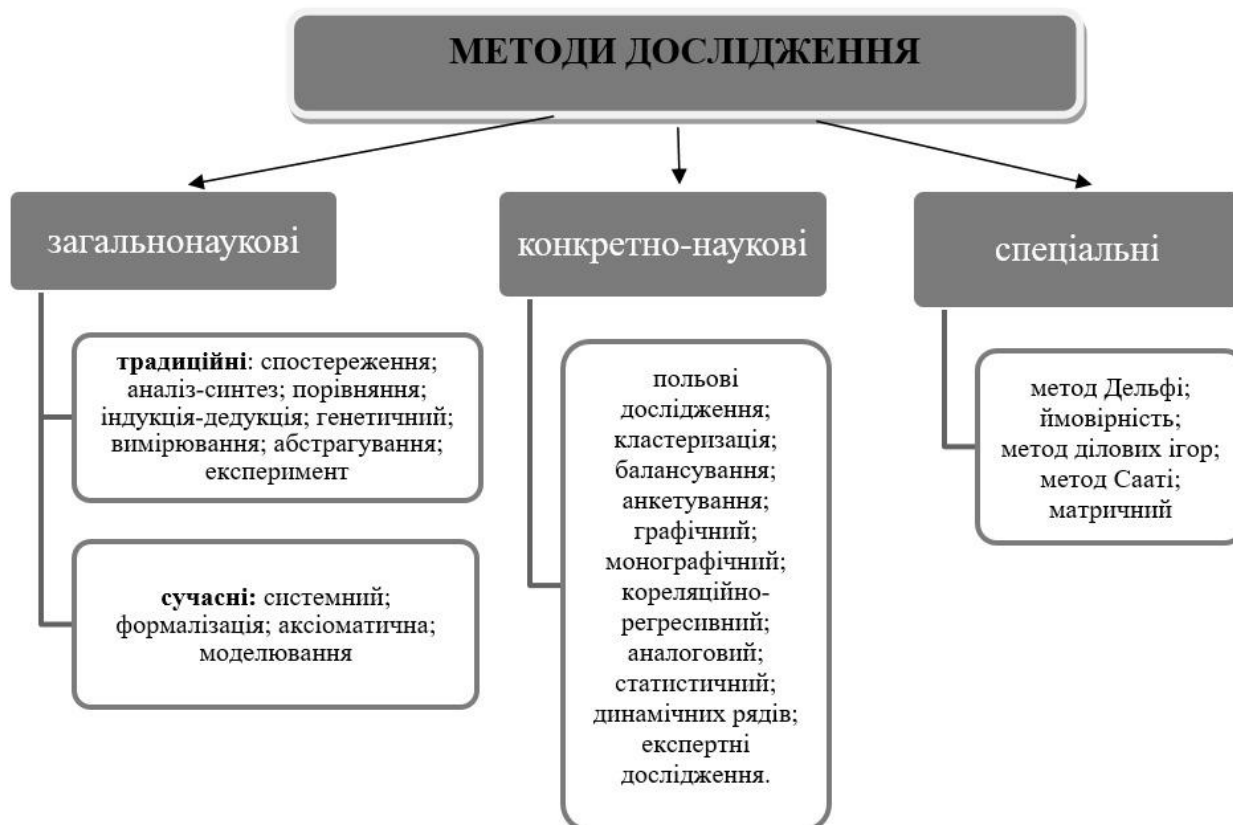 МЕТОДИ ДОСЛІДЖЕННЯ
загальнонаукові
традиційні: спостереження;
аналіз-синтез; порівняння;
індукція-дедукція; генетичний;
вимірювання; абстрагування;
експеримент
сучасні: системний;
формалізація; аксіоматична;
моделювання
конкретно-наукові
польові
дослідження;
кластеризація;
балансування;
анкетування;
графічний;
монографічний;
кореляційно-
регресивний;
аналоговий;
статистичний;
динамічних рядів;
експертні
дослідження.
спеціальні
метод Дельфі;
ймовірність;
метод ділових ігор;
метод Сааті;
матричний